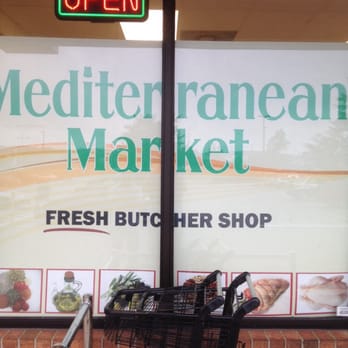 OPEN
Mediterranean
Market
FRESH BUTCHER SHOP